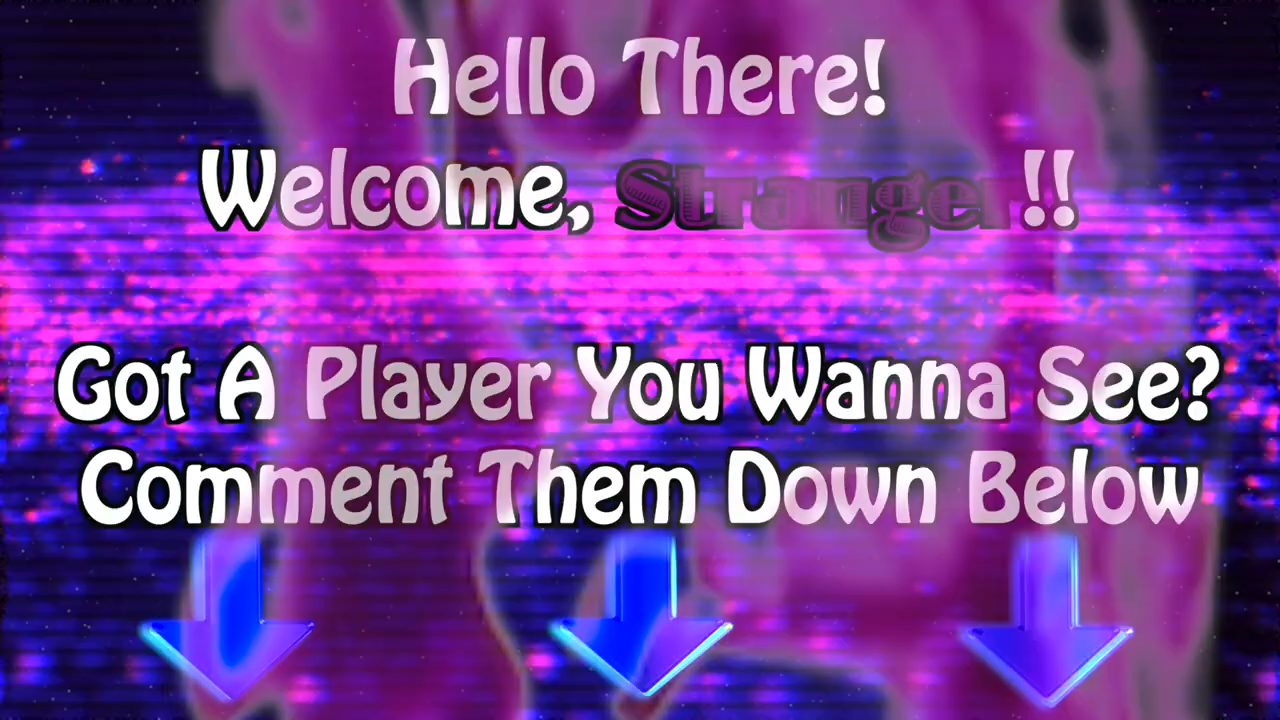 Hello There!
Welcome, Stranger!!
Got A Player You Wanna See?
Comment Them Down Below